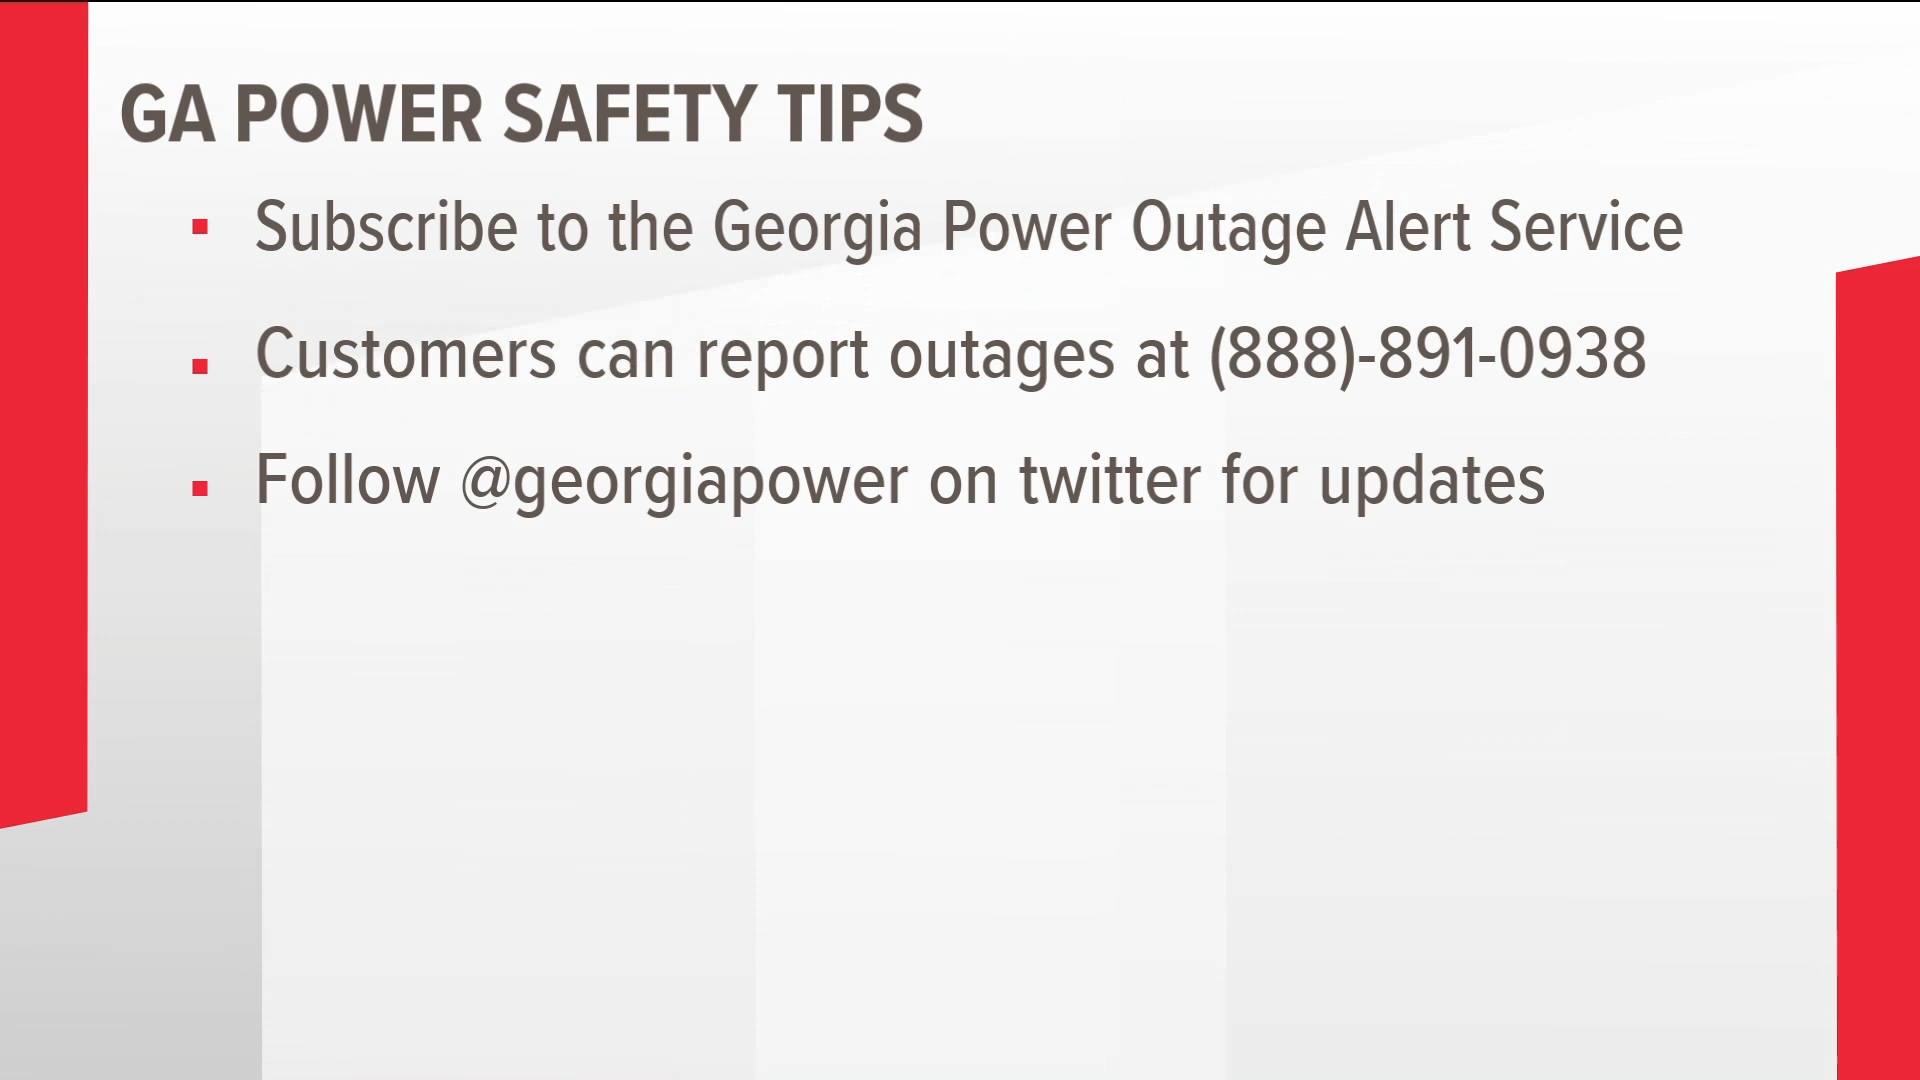 GA POWER SAFETY TIPS
Subscribe to the Georgia Power Outage Alert Service
Customers can report outages at (888)-891-0938
Follow @georgiapower on twitter for updates